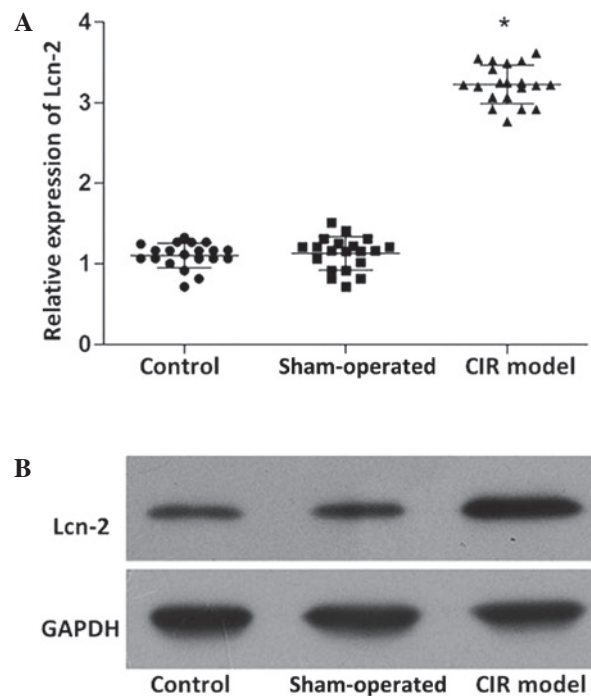 A
Relative expression of Lcn-2
4
3
2
1
0
*
Control Sham-operated CIR model
B
Lcn-2
GAPDH
Control Sham-operated CIR model